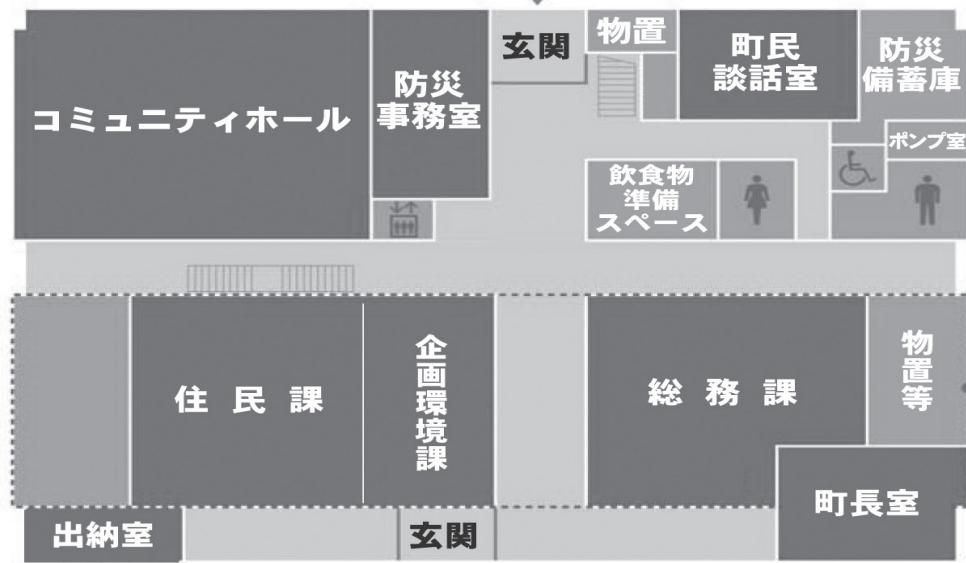 玄関
物置
町民
談話室
防災
備蓄庫
コミュニティホール
防災
事務室
ポンプ室
飲食物
準備
スペース
住民課
企画環境課
総務課
物置等
町長室
出納室
玄関